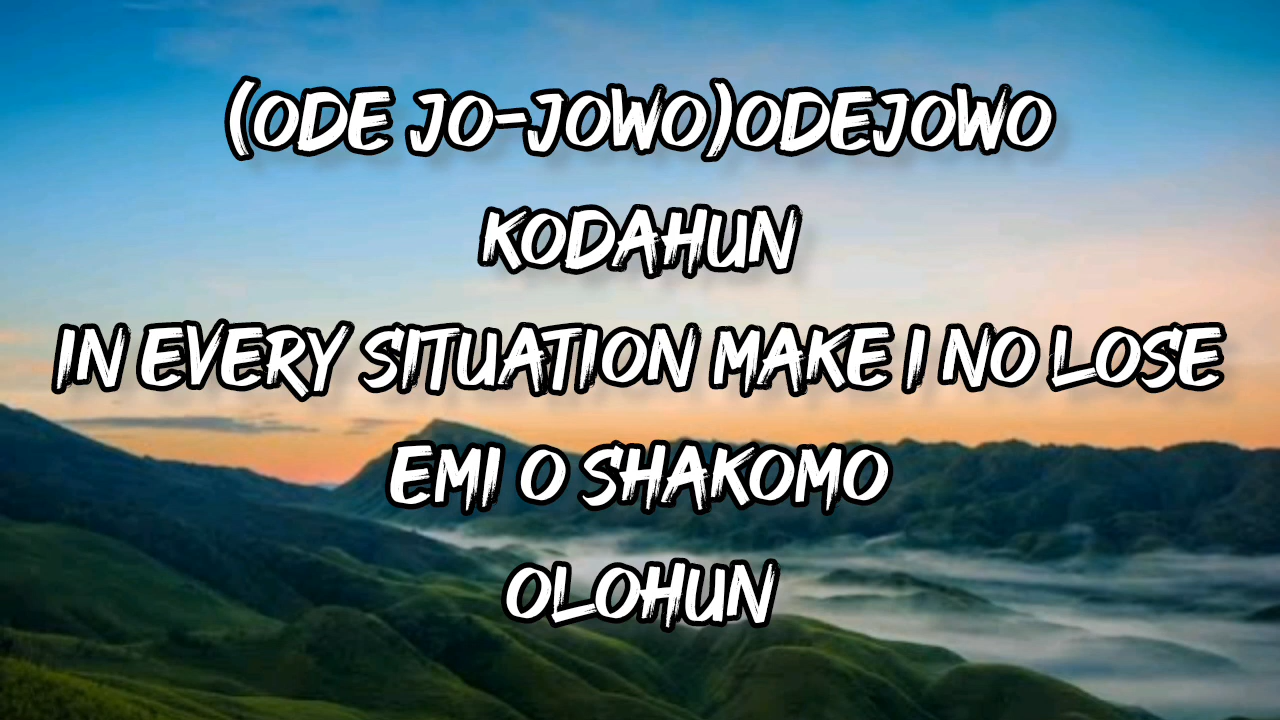 (ODE JO-JOWO)ODEJOWO
KODAHUN
IN EVERY SITUATION MAKE I NO LOSE
EMI O SHAKOMO
OLOHUN